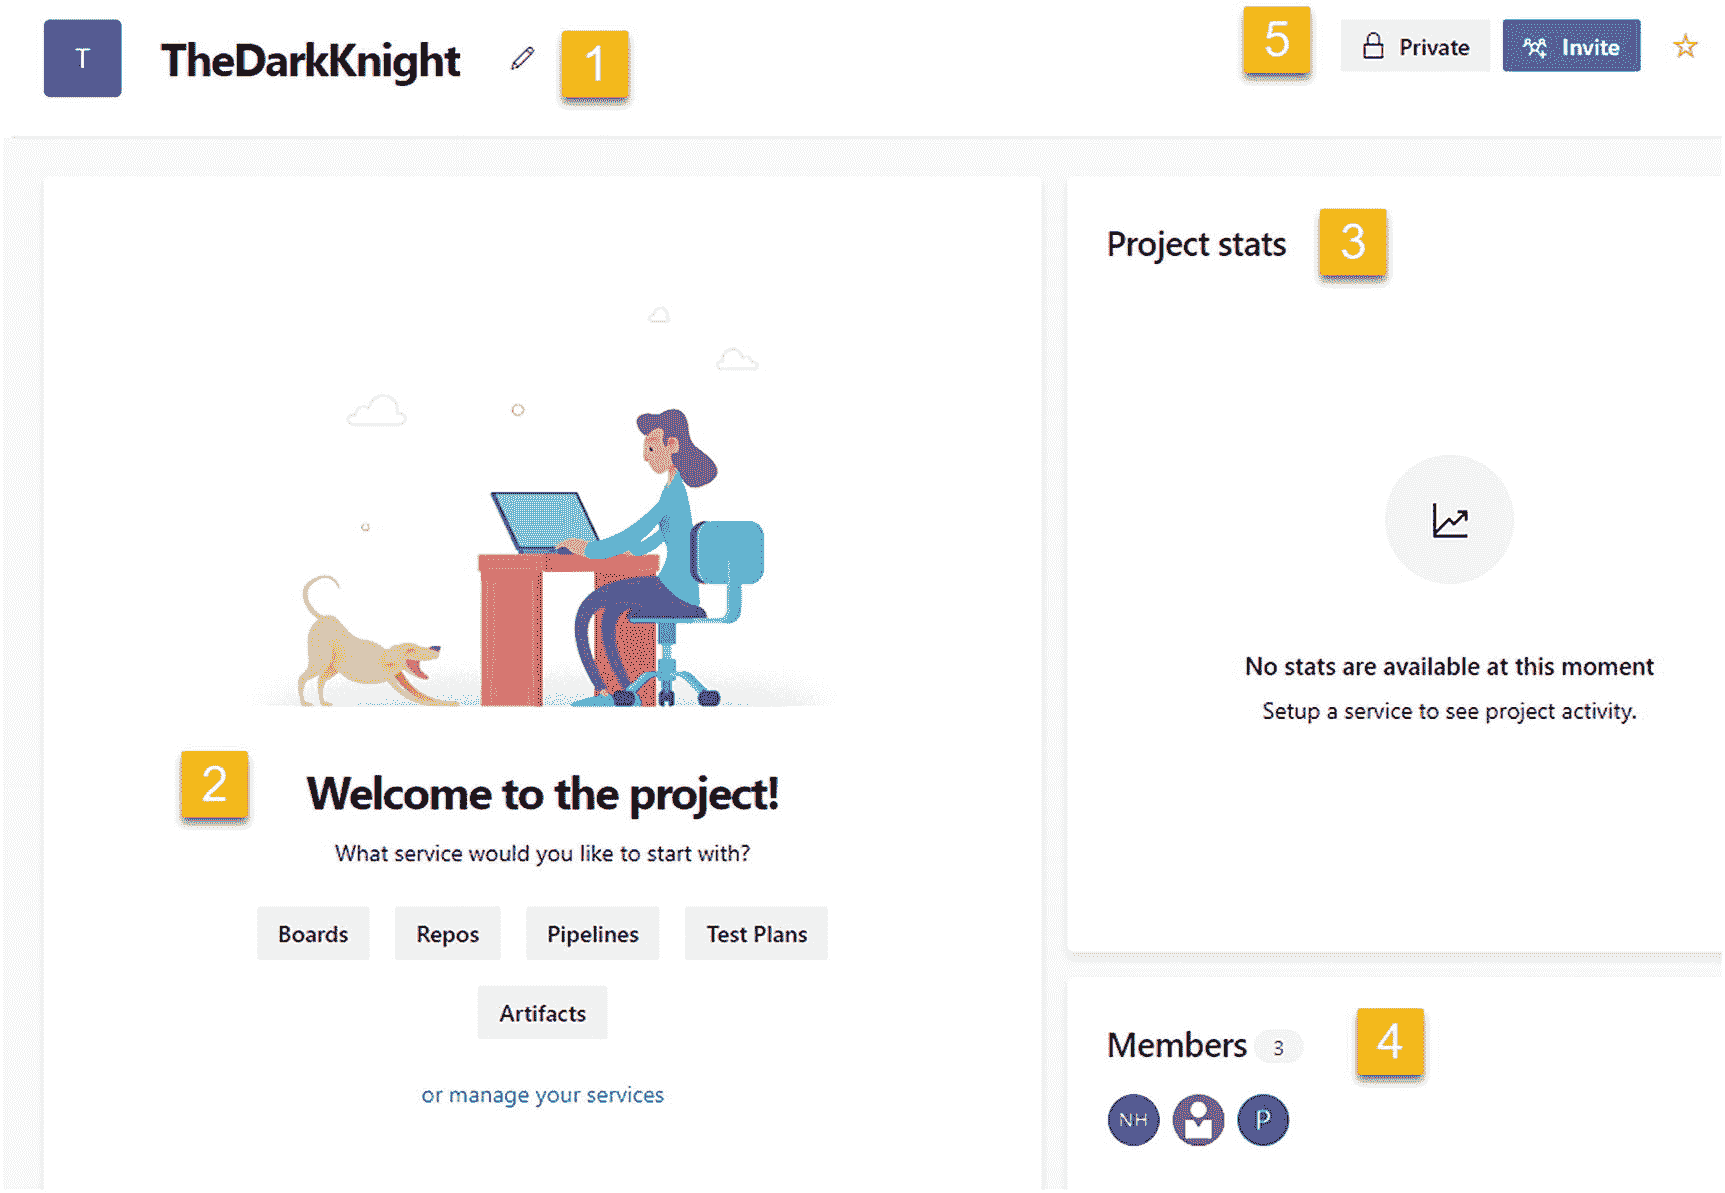 T
TheDarkKnight
1
5
Private
Invite
Project stats
3
No stats are available at this moment
Setup a service to see project activity.
2
Welcome to the project!
What service would you like to start with?
Boards
Repos
Pipelines
Test Plans
Artifacts
or manage your services
Members
3
4
NH
P